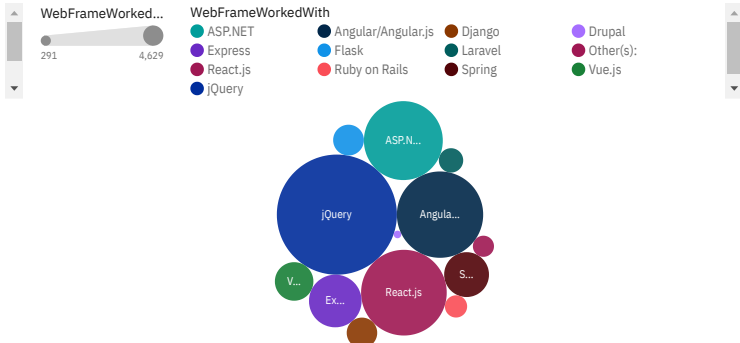 WebFrameWorked...
291 4,629
WebFrameWorkedWith
ASP.NET Angular/Angular.js Django Drupal
Express Flask Laravel Other(s):
React.js Ruby on Rails Spring Vue.js
jQuery
ASP.N...
jQuery
Angula...
V...
Ex...
React.js
S...